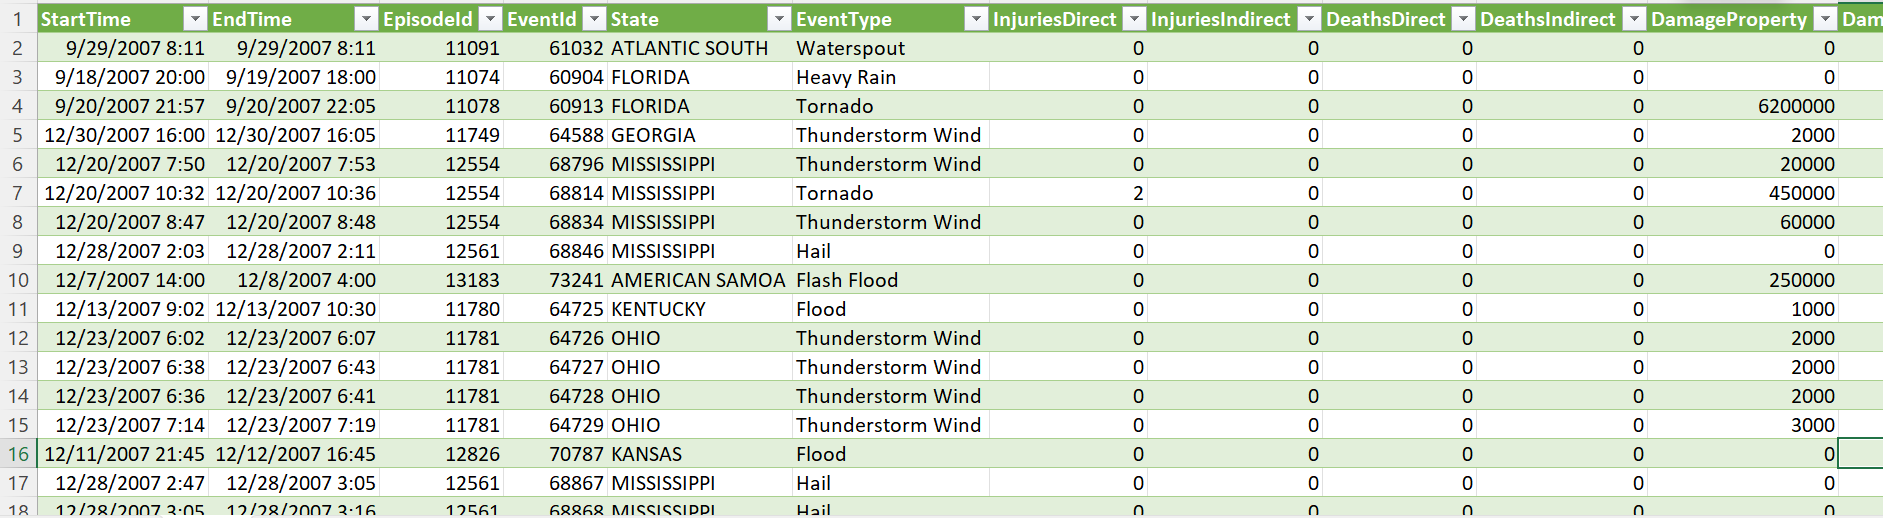 1 StartTime EndTime EpisodeId EventId State EventType InjuriesDirect InjuriesIndirect DeathsDirect DeathsIndirect DamageProperty Dam
2 9/29/2007 8:11 9/29/2007 8:11 11091 61032 ATLANTIC SOUTH Waterspout 0 0 0 0 0
3 9/18/2007 20:00 9/19/2007 18:00 11074 60904 FLORIDA Heavy Rain 0 0 0 0 0
4 9/20/2007 21:57 9/20/2007 22:05 11078 60913 FLORIDA Tornado 0 0 0 0 6200000
5 12/30/2007 16:00 12/30/2007 16:05 11749 64588 GEORGIA Thunderstorm Wind 0 0 0 0 2000
6 12/20/2007 7:50 12/20/2007 7:53 12554 68796 MISSISSIPPI Thunderstorm Wind 0 0 0 0 20000
7 12/20/2007 10:32 12/20/2007 10:36 12554 68814 MISSISSIPPI Tornado 2 0 0 0 450000
8 12/20/2007 8:47 12/20/2007 8:48 12554 68834 MISSISSIPPI Thunderstorm Wind 0 0 0 0 60000
9 12/28/2007 2:03 12/28/2007 2:11 12561 68846 MISSISSIPPI Hail 0 0 0 0 0
10 12/7/2007 14:00 12/8/2007 4:00 13183 73241 AMERICAN SAMOA Flash Flood 0 0 0 0 250000
11 12/13/2007 9:02 12/13/2007 10:30 11780 64725 KENTUCKY Flood 0 0 0 0 1000
12 12/23/2007 6:02 12/23/2007 6:07 11781 64726 OHIO Thunderstorm Wind 0 0 0 0 2000
13 12/23/2007 6:38 12/23/2007 6:43 11781 64727 OHIO Thunderstorm Wind 0 0 0 0 2000
14 12/23/2007 6:36 12/23/2007 6:41 11781 64728 OHIO Thunderstorm Wind 0 0 0 0 2000
15 12/23/2007 7:14 12/23/2007 7:19 11781 64729 OHIO Thunderstorm Wind 0 0 0 0 3000
16 12/11/2007 21:45 12/12/2007 16:45 12826 70787 KANSAS Flood 0 0 0 0 0
17 12/28/2007 2:47 12/28/2007 3:05 12561 68867 MISSISSIPPI Hail 0 0 0 0 0
18 12/28/2007 3:05 12/28/2007 3:16 12561 68868 MISSISSIPPI Hail 0 0 0 0 0